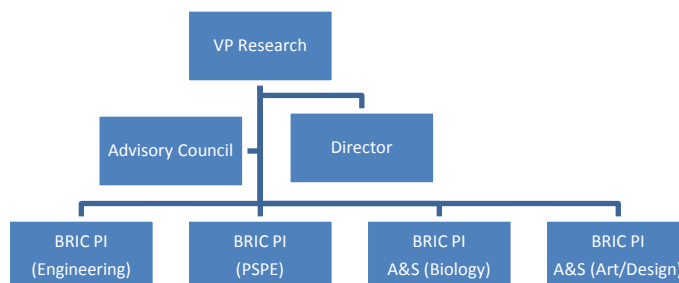 VP Research
Advisory Council
Director
BRIC PI
(Engineering)
BRIC PI
(PSPE)
BRIC PI
A&S (Biology)
BRIC PI
A&S (Art/Design)